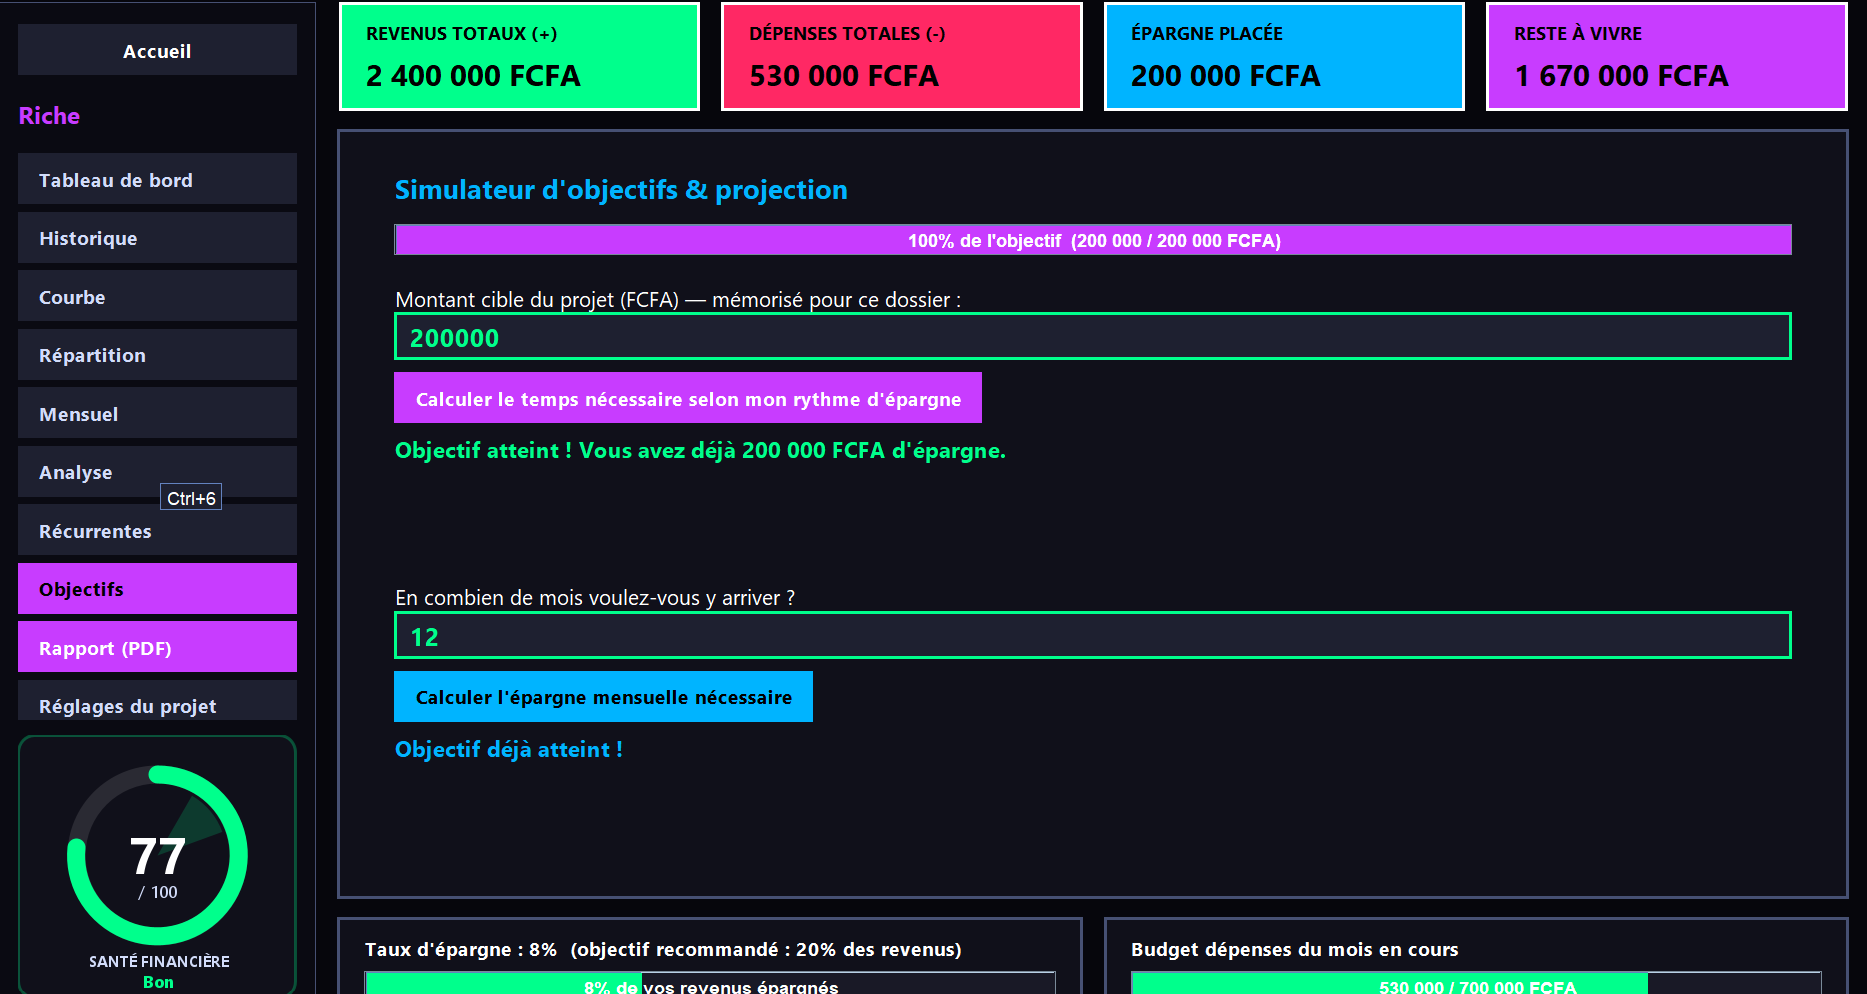 Accueil
Riche
Tableau de bord
Historique
Courbe
Répartition
Mensuel
Analyse
Ctrl+6
Récurrentes
Objectifs
Rapport (PDF)
Réglages du projet
77
/ 100
SANTÉ FINANCIÈRE
Bon
REVENUS TOTAUX (+)
2 400 000 FCFA
DÉPENSES TOTALES (-)
530 000 FCFA
ÉPARGNE PLACÉE
200 000 FCFA
RESTE À VIVRE
1 670 000 FCFA
Simulateur d'objectifs & projection
100% de l'objectif (200 000 / 200 000 FCFA)
Montant cible du projet (FCFA) — mémorisé pour ce dossier :
200000
Calculer le temps nécessaire selon mon rythme d'épargne
Objectif atteint ! Vous avez déjà 200 000 FCFA d'épargne.
En combien de mois voulez-vous y arriver ?
12
Calculer l'épargne mensuelle nécessaire
Objectif déjà atteint !
Taux d'épargne : 8% (objectif recommandé : 20% des revenus)
8% de vos revenus épargnés
Budget dépenses du mois en cours
530 000 / 700 000 FCFA